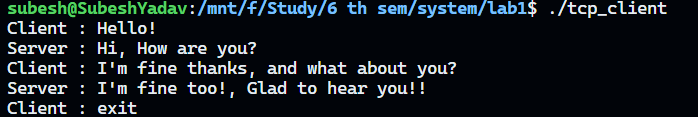 subesh@SubeshYadav:/mnt/f/Study/6 th sem/system/lab1$ ./tcp_client
Client : Hello!
Server : Hi, How are you?
Client : I'm fine thanks, and what about you?
Server : I'm fine too!, Glad to hear you!!
Client : exit